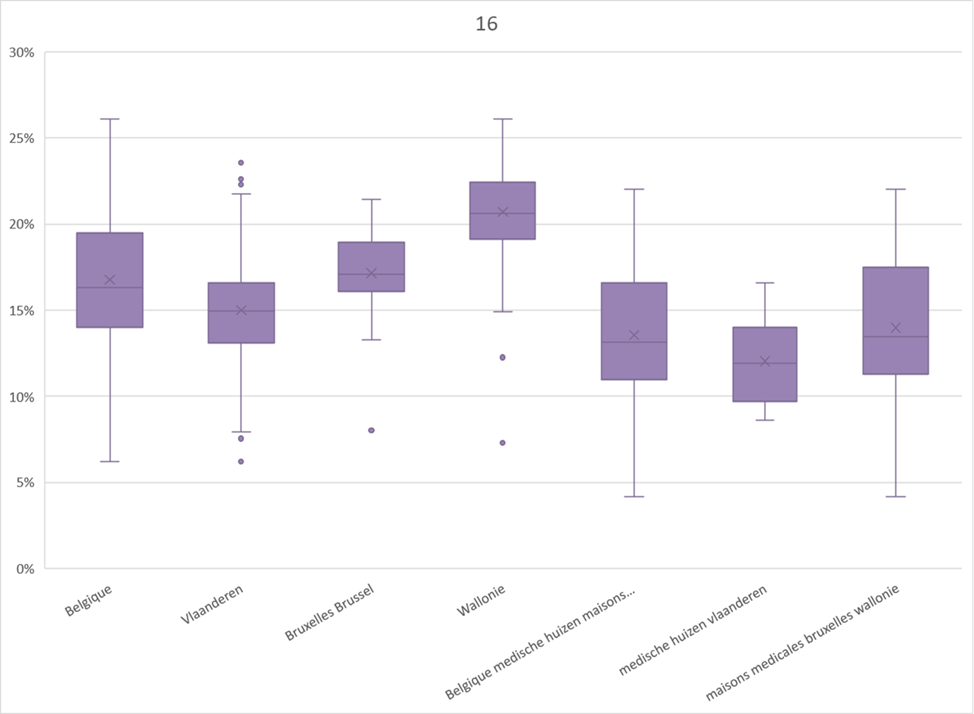 16
30%
25%
20%
15%
10%
5%
0%
Belgique
Vlaanderen
Bruxelles Brussel
Wallonie
Belgique medische huizen maisons...
medische huizen vlaanderen
maisons medicales bruxelles wallonie